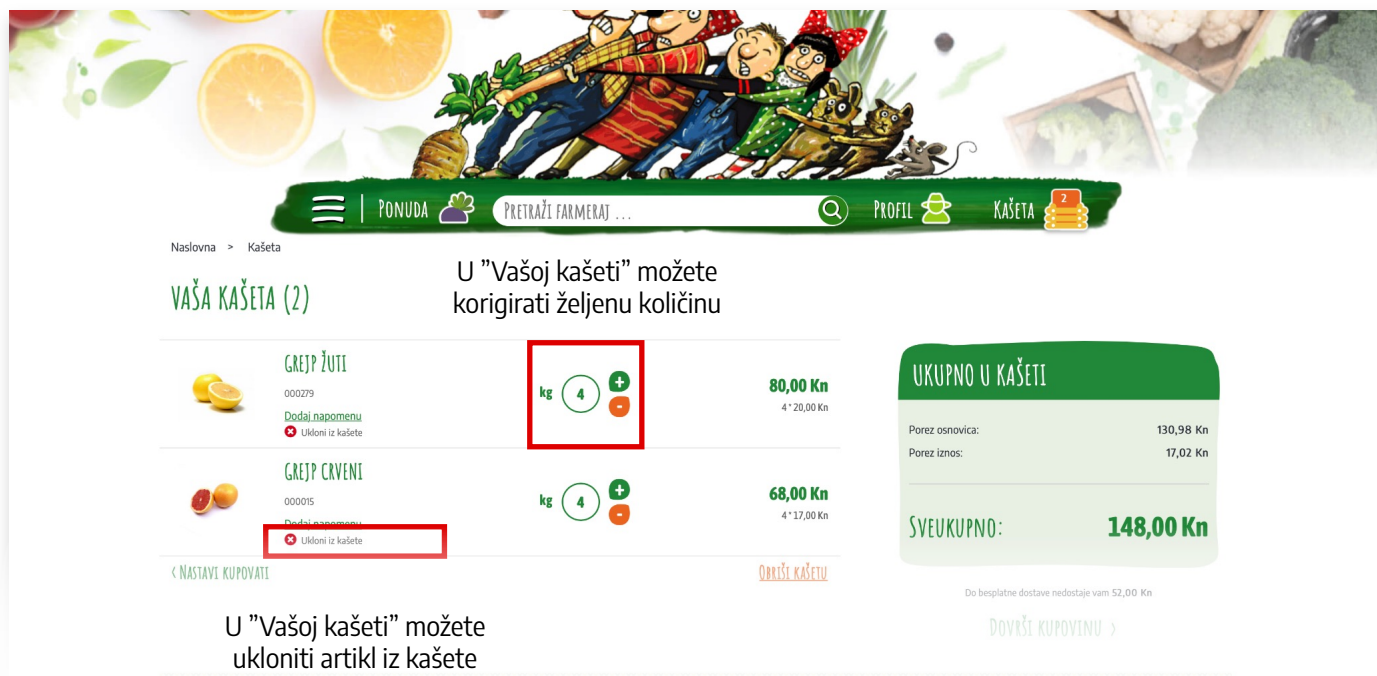 PONUDA
PRETRAŽI FARMERAJ ...
PROFIL
KAŠETA
2
Naslovna > Kašeta
U ”Vašoj kašeti” možete
korigirati željenu količinu
VAŠA KAŠETA (2)
GREJP ŽUTI
000279
Dodaj napomenu
Ukloni iz kašete
kg 4 + -
80,00 Kn
4 * 20,00 Kn
GREJP CRVENI
000015
Dodaj napomenu
Ukloni iz kašete
kg 4 + -
68,00 Kn
4 * 17,00 Kn
< NASTAVI KUPOVATI
OBRIŠI KAŠETU
UKUPNO U KAŠETI
Porez osnovica: 130,98 Kn
Porez iznos: 17,02 Kn
SVEUKUPNO: 148,00 Kn
Do besplatne dostave nedostaje vam 52,00 Kn
DOVRŠI KUPOVINU >
U ”Vašoj kašeti” možete
ukloniti artikl iz kašete